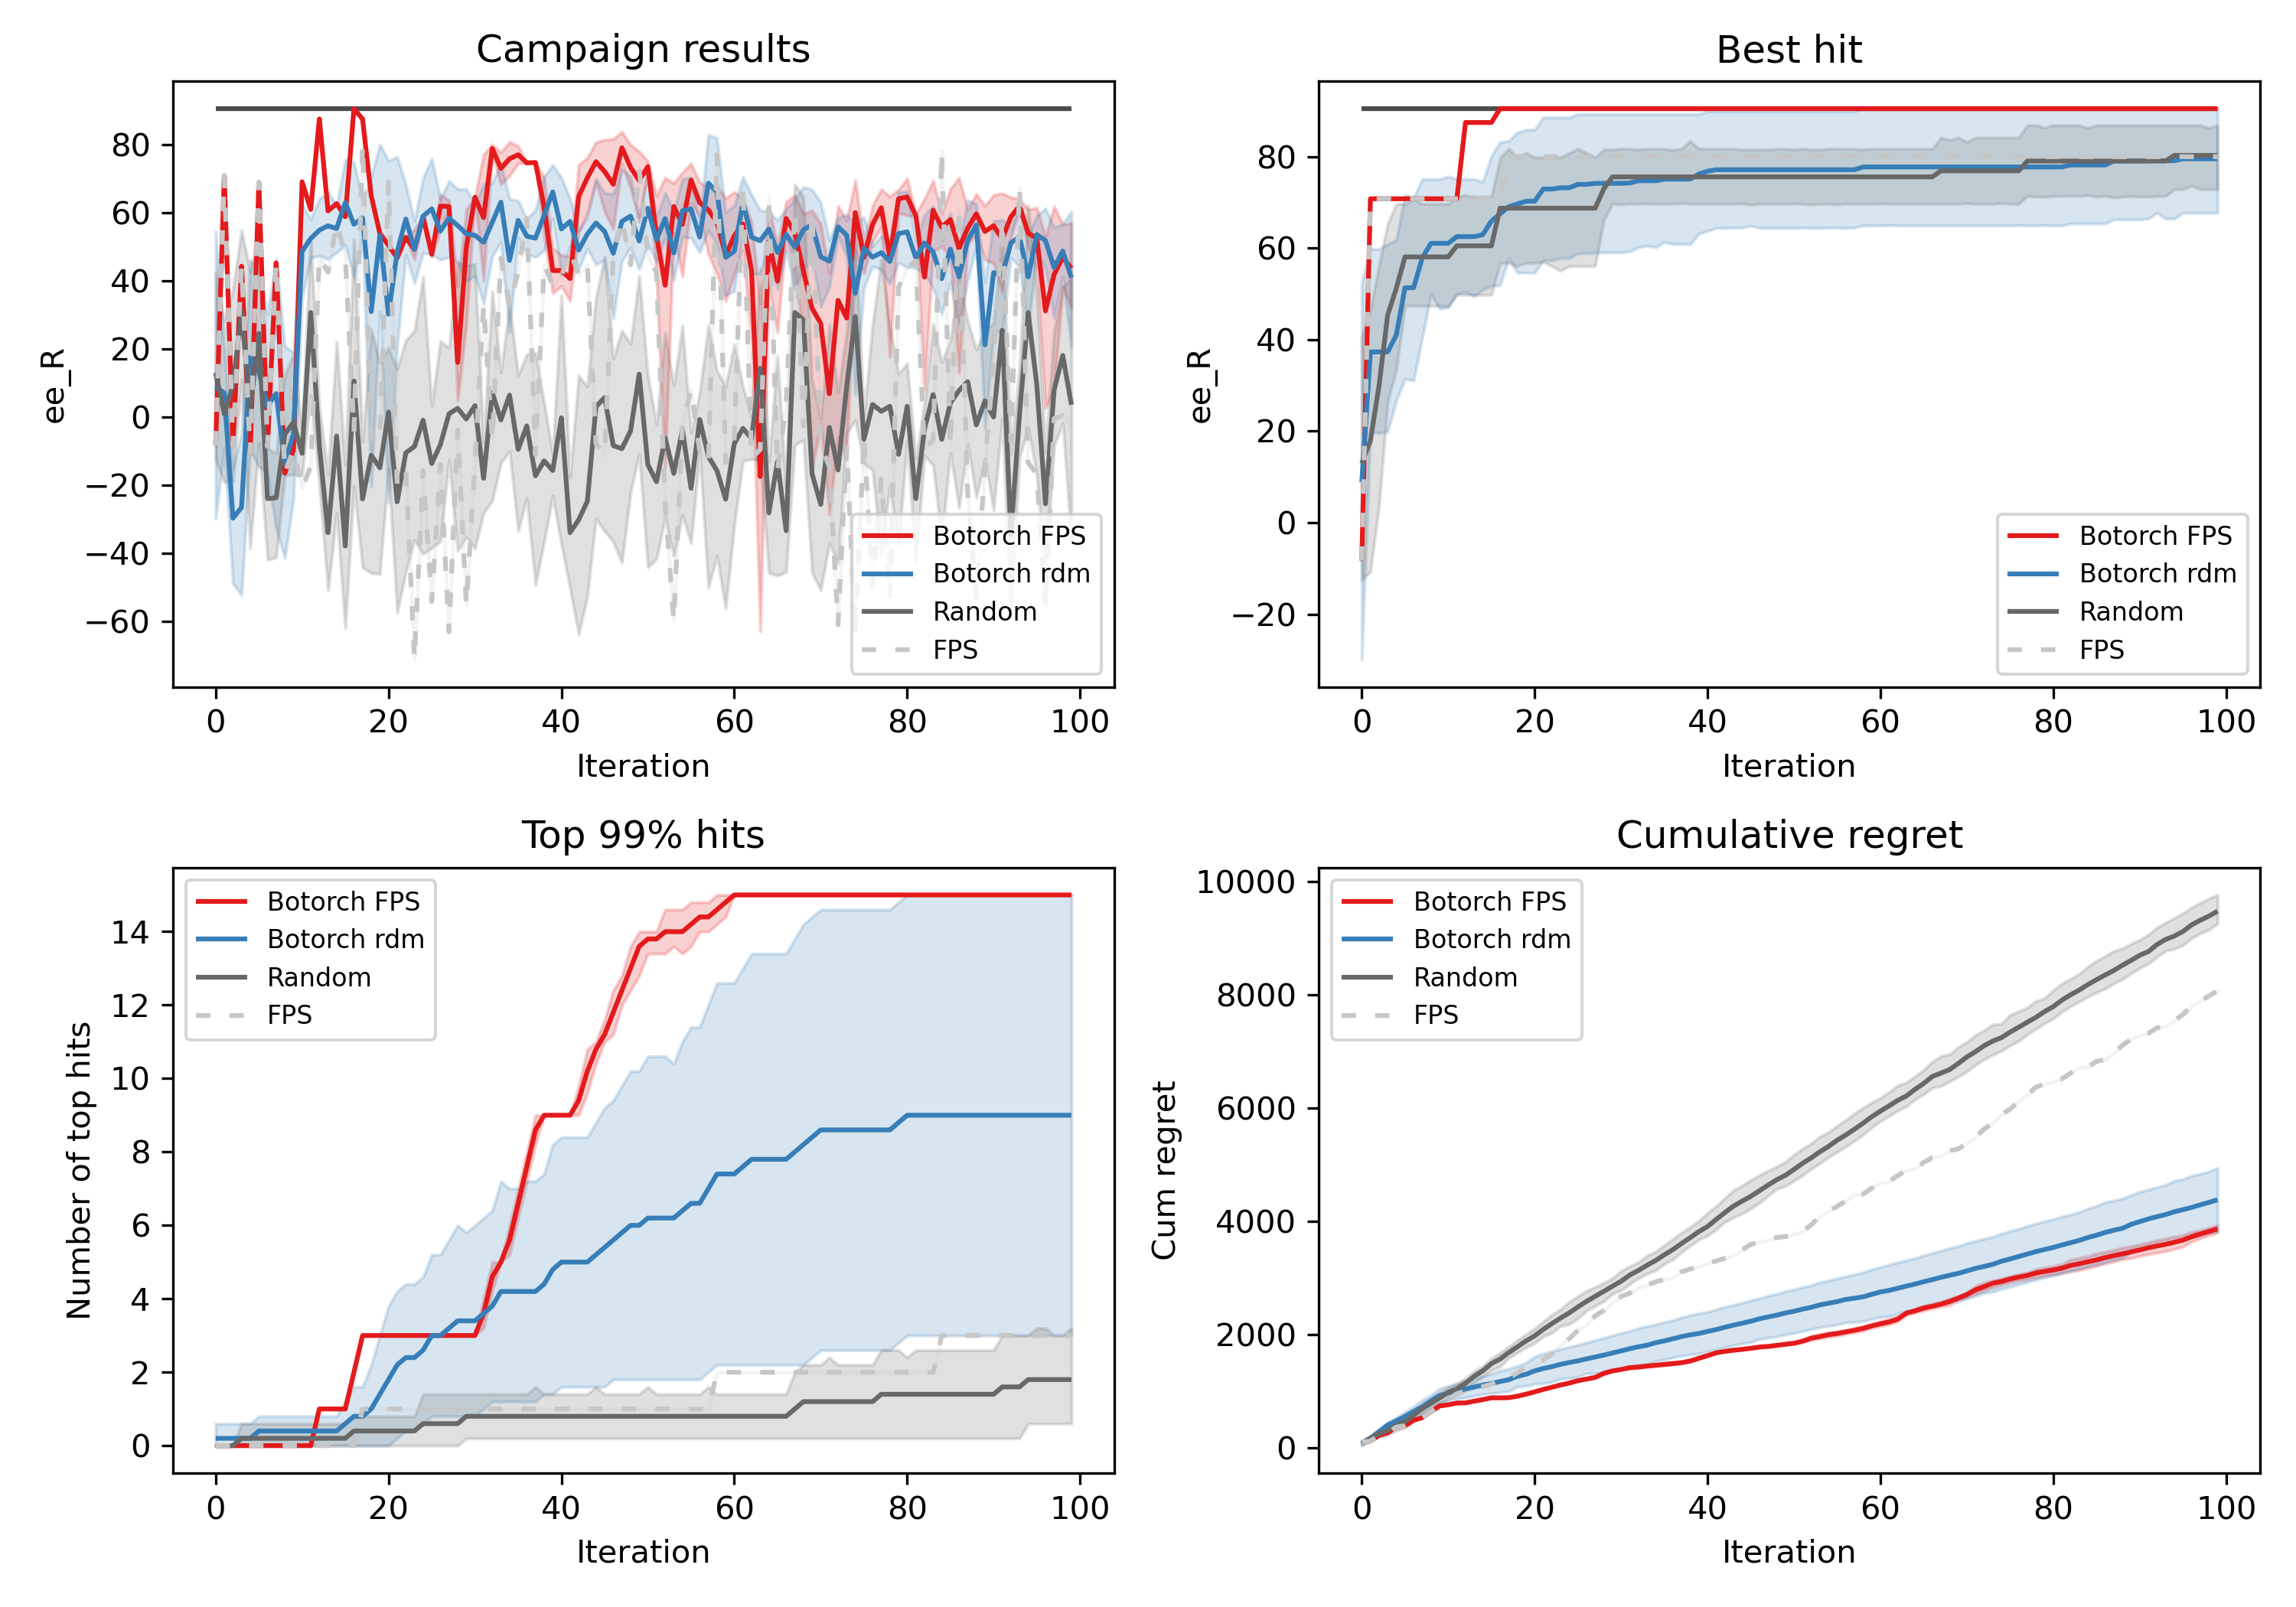 Campaign results
ee_R
80
60
40
20
0
−20
−40
−60
0 20 40 60 80 100
Iteration
Botorch FPS
Botorch rdm
Random
FPS
Best hit
ee_R
80
60
40
20
0
−20
0 20 40 60 80 100
Iteration
Botorch FPS
Botorch rdm
Random
FPS
Top 99% hits
Number of top hits
14
12
10
8
6
4
2
0
0 20 40 60 80 100
Iteration
Botorch FPS
Botorch rdm
Random
FPS
Cumulative regret
Cum regret
10000
8000
6000
4000
2000
0
0 20 40 60 80 100
Iteration
Botorch FPS
Botorch rdm
Random
FPS